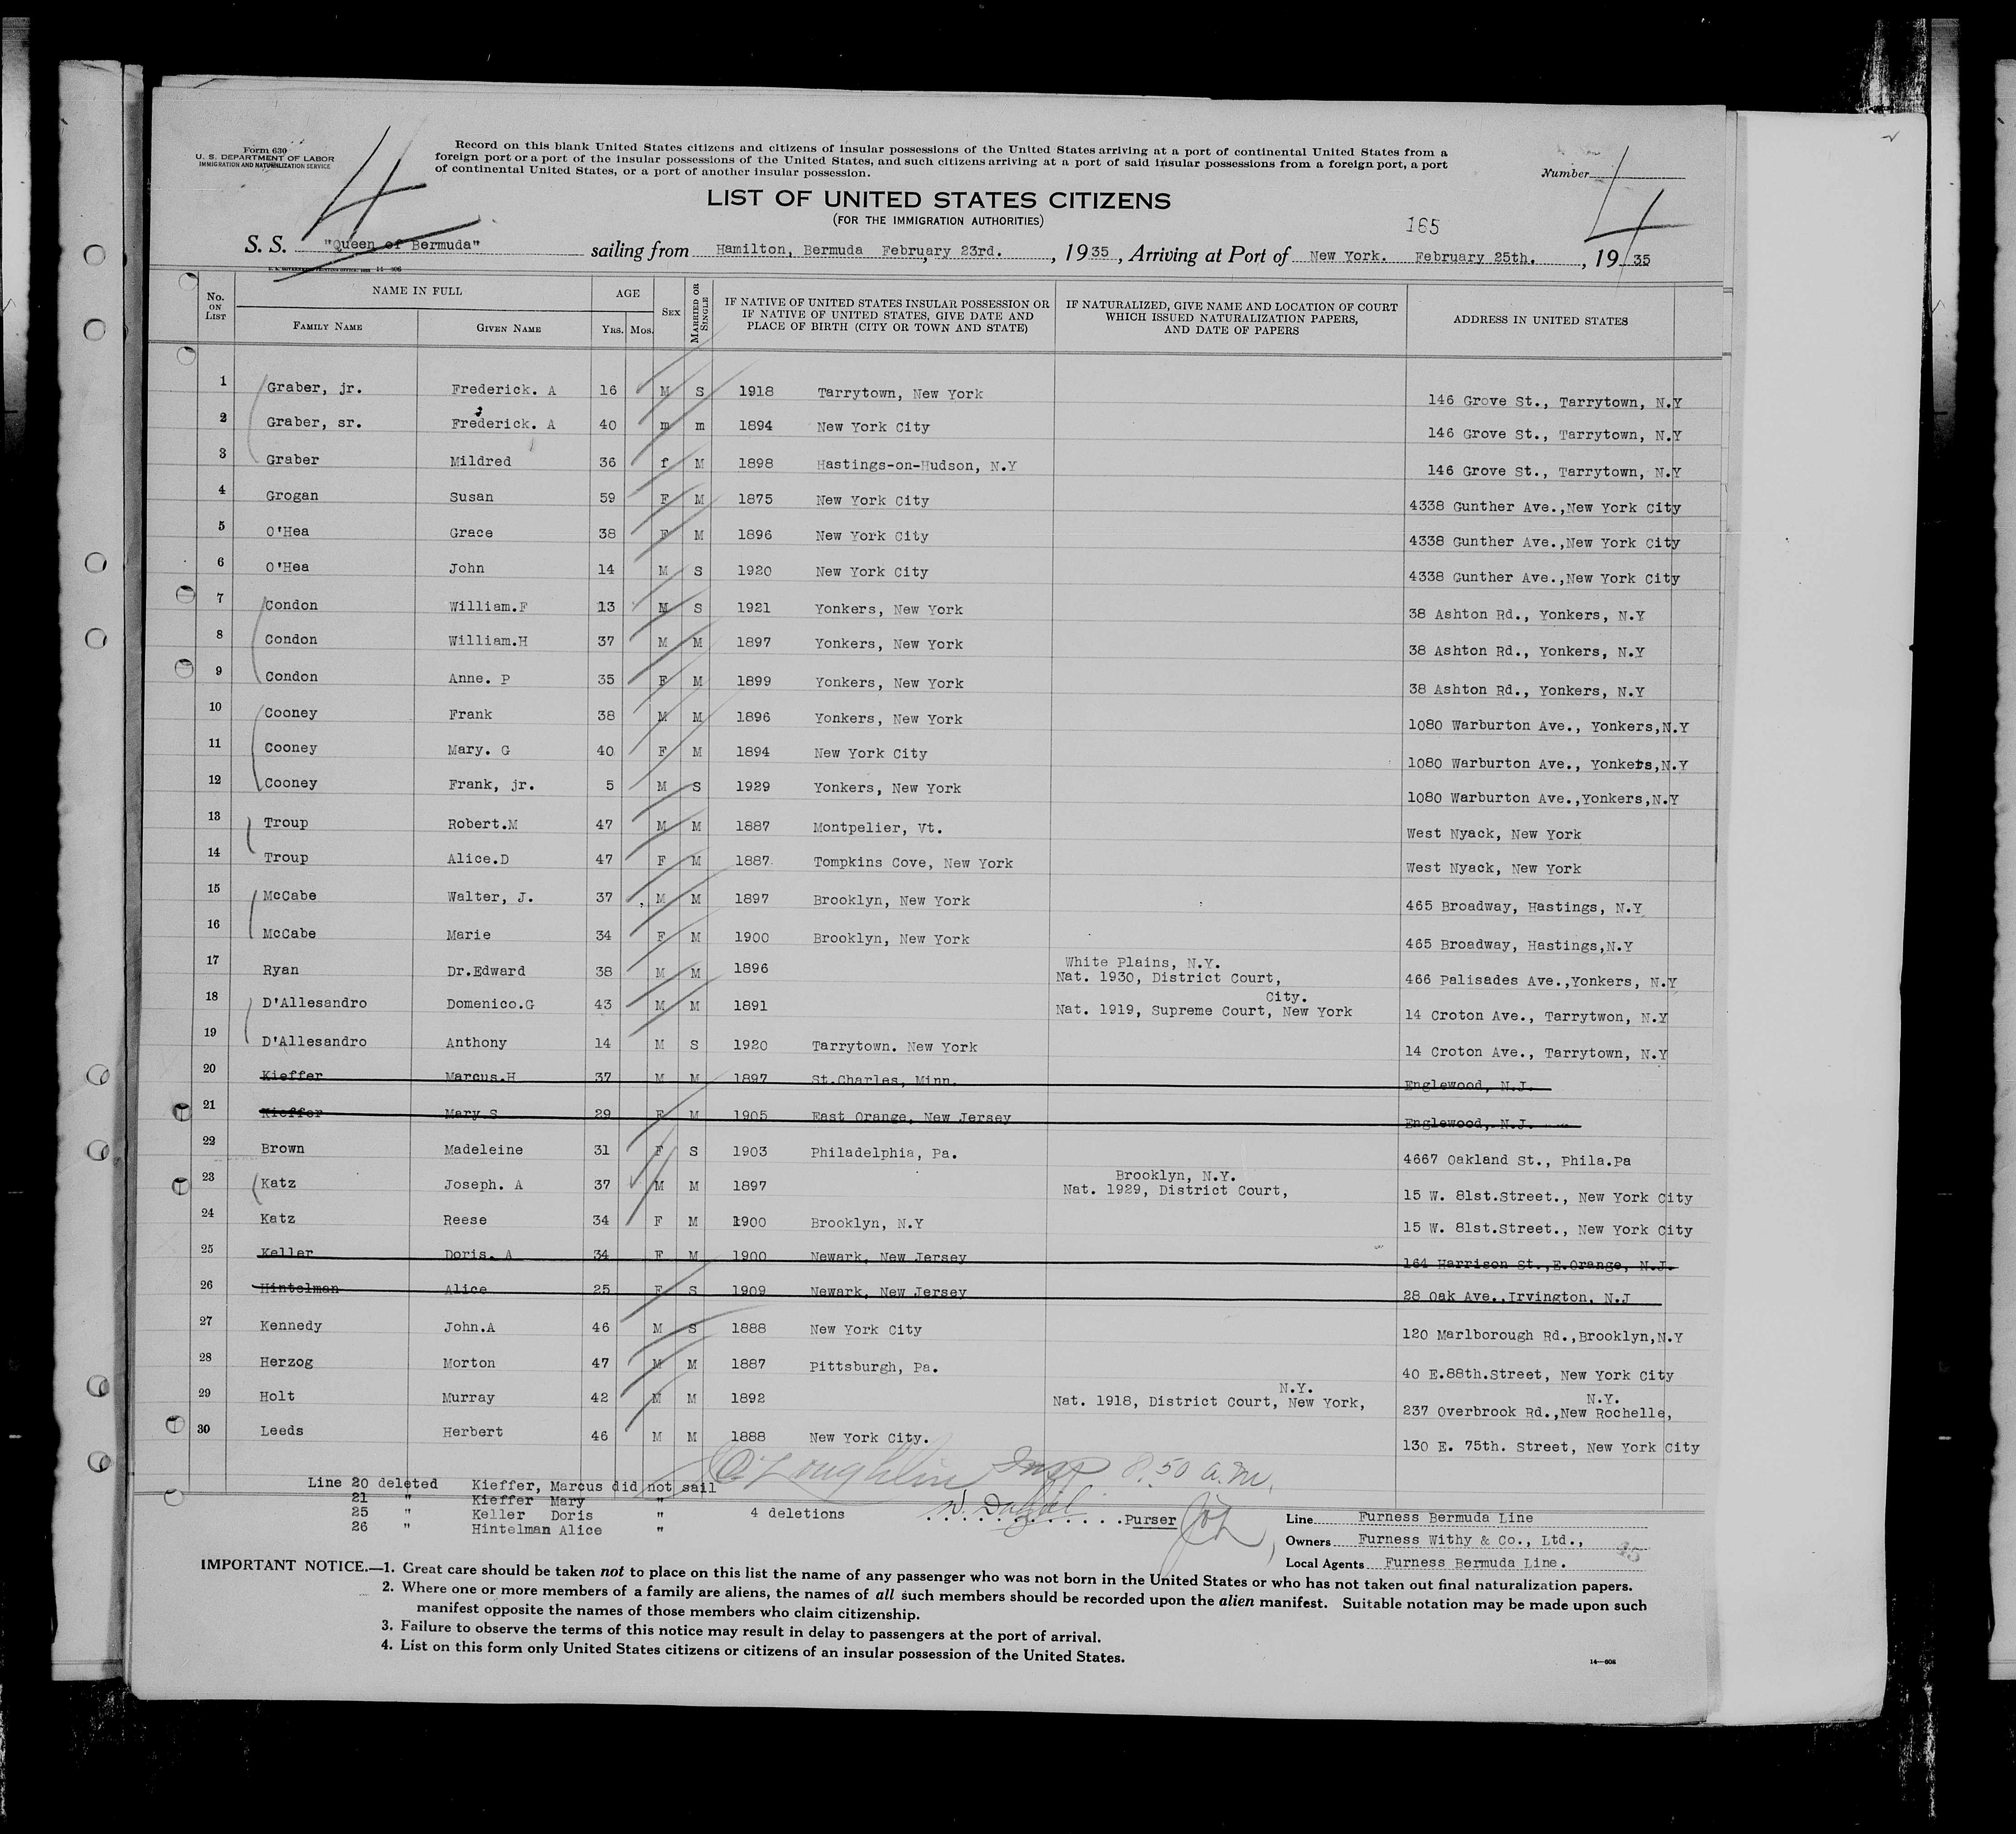 Form 630
U. S. DEPARTMENT OF LABOR
IMMIGRATION AND NATURALIZATION SERVICE
4
Record on this blank United States citizens and citizens of insular possessions of the United States arriving at a port of continental United States from a
foreign port or a port of the insular possessions of the United States, and such citizens arriving at a port of said insular possessions from a foreign port, a port
of continental United States, or a port of another insular possession.
Number 4
LIST OF UNITED STATES CITIZENS
(FOR THE IMMIGRATION AUTHORITIES)
165
S. S. "Queen of Bermuda" sailing from Hamilton, Bermuda February 23rd. , 1935 , Arriving at Port of New York. February 25th. , 19 35
No. ON LIST NAME IN FULL FAMILY NAME GIVEN NAME AGE YRS. MOS. SEX MARRIED OR SINGLE IF NATIVE OF UNITED STATES INSULAR POSSESSION OR IF NATIVE OF UNITED STATES, GIVE DATE AND PLACE OF BIRTH (CITY OR TOWN AND STATE) IF NATURALIZED, GIVE NAME AND LOCATION OF COURT WHICH ISSUED NATURALIZATION PAPERS, AND DATE OF PAPERS ADDRESS IN UNITED STATES
1 Graber, jr. Frederick. A 16 M S 1918 Tarrytown, New York 146 Grove St., Tarrytown, N.Y
2 Graber, sr. Frederick. A 40 m m 1894 New York City 146 Grove St., Tarrytown, N.Y
3 Graber Mildred 36 f M 1898 Hastings-on-Hudson, N.Y 146 Grove St., Tarrytown, N.Y
4 Grogan Susan 59 F M 1875 New York City 4338 Gunther Ave.,New York City
5 O'Hea Grace 38 F M 1896 New York City 4338 Gunther Ave.,New York City
6 O'Hea John 14 M S 1920 New York City 4338 Gunther Ave.,New York City
7 Condon William.F 13 M S 1921 Yonkers, New York 38 Ashton Rd., Yonkers, N.Y
8 Condon William.H 37 M M 1897 Yonkers, New York 38 Ashton Rd., Yonkers, N.Y
9 Condon Anne. P 35 F M 1899 Yonkers, New York 38 Ashton Rd., Yonkers, N.Y
10 Cooney Frank 38 M M 1896 Yonkers, New York 1080 Warburton Ave., Yonkers,N.Y
11 Cooney Mary. G 40 F M 1894 New York City 1080 Warburton Ave., Yonkers,N.Y
12 Cooney Frank, jr. 5 M S 1929 Yonkers, New York 1080 Warburton Ave.,Yonkers,N.Y
13 Troup Robert.M 47 M M 1887 Montpelier, Vt. West Nyack, New York
14 Troup Alice.D 47 F M 1887 Tompkins Cove, New York West Nyack, New York
15 McCabe Walter, J. 37 M M 1897 Brooklyn, New York 465 Broadway, Hastings, N.Y
16 McCabe Marie 34 F M 1900 Brooklyn, New York 465 Broadway, Hastings,N.Y
White Plains, N.Y.
17 Ryan Dr.Edward 38 M M 1896 Nat. 1930, District Court, 466 Palisades Ave.,Yonkers, N.Y
City.
18 D'Allesandro Domenico.G 43 M M 1891 Nat. 1919, Supreme Court, New York 14 Croton Ave., Tarrytwon, N.Y
19 D'Allesandro Anthony 14 M S 1920 Tarrytown. New York 14 Croton Ave., Tarrytown, N.Y
20 Kieffer Marcus.H 37 M M 1897 St.Charles, Minn. Englewood, N.J.
21 Kieffer Mary S 29 F M 1905 East Orange, New Jersey Englewood, N.J.
22 Brown Madeleine 31 F S 1903 Philadelphia, Pa. 4667 Oakland St., Phila.Pa
Brooklyn, N.Y.
23 Katz Joseph. A 37 M M 1897 Nat. 1929, District Court, 15 W. 81st.Street., New York City
24 Katz Reese 34 F M 1900 Brooklyn, N.Y 15 W. 81st.Street., New York City
25 Keller Doris. A 34 F M 1900 Newark, New Jersey 164 Harrison St.,E.Orange, N.J.
26 Hintelman Alice 25 F S 1909 Newark, New Jersey 28 Oak Ave.,Irvington, N.J
27 Kennedy John.A 46 M S 1888 New York City 120 Marlborough Rd.,Brooklyn,N.Y
28 Herzog Morton 47 M M 1887 Pittsburgh, Pa. 40 E.88th.Street, New York City
N.Y. N.Y.
29 Holt Murray 42 M M 1892 Nat. 1918, District Court, New York, 237 Overbrook Rd.,New Rochelle,
30 Leeds Herbert 46 M M 1888 New York City. 130 E. 75th. Street, New York City
O'Loughlin Insp 8.50 a.m.
Line 20 deleted Kieffer, Marcus did not sail
21 " Kieffer Mary "
25 " Keller Doris " 4 deletions Purser
26 " Hintelman Alice "
Line Furness Bermuda Line
Owners Furness Withy & Co., Ltd.,
45
Local Agents Furness Bermuda Line.
IMPORTANT NOTICE.—1. Great care should be taken not to place on this list the name of any passenger who was not born in the United States or who has not taken out final naturalization papers.
2. Where one or more members of a family are aliens, the names of all such members should be recorded upon the alien manifest. Suitable notation may be made upon such
manifest opposite the names of those members who claim citizenship.
3. Failure to observe the terms of this notice may result in delay to passengers at the port of arrival.
4. List on this form only United States citizens or citizens of an insular possession of the United States.
14—608